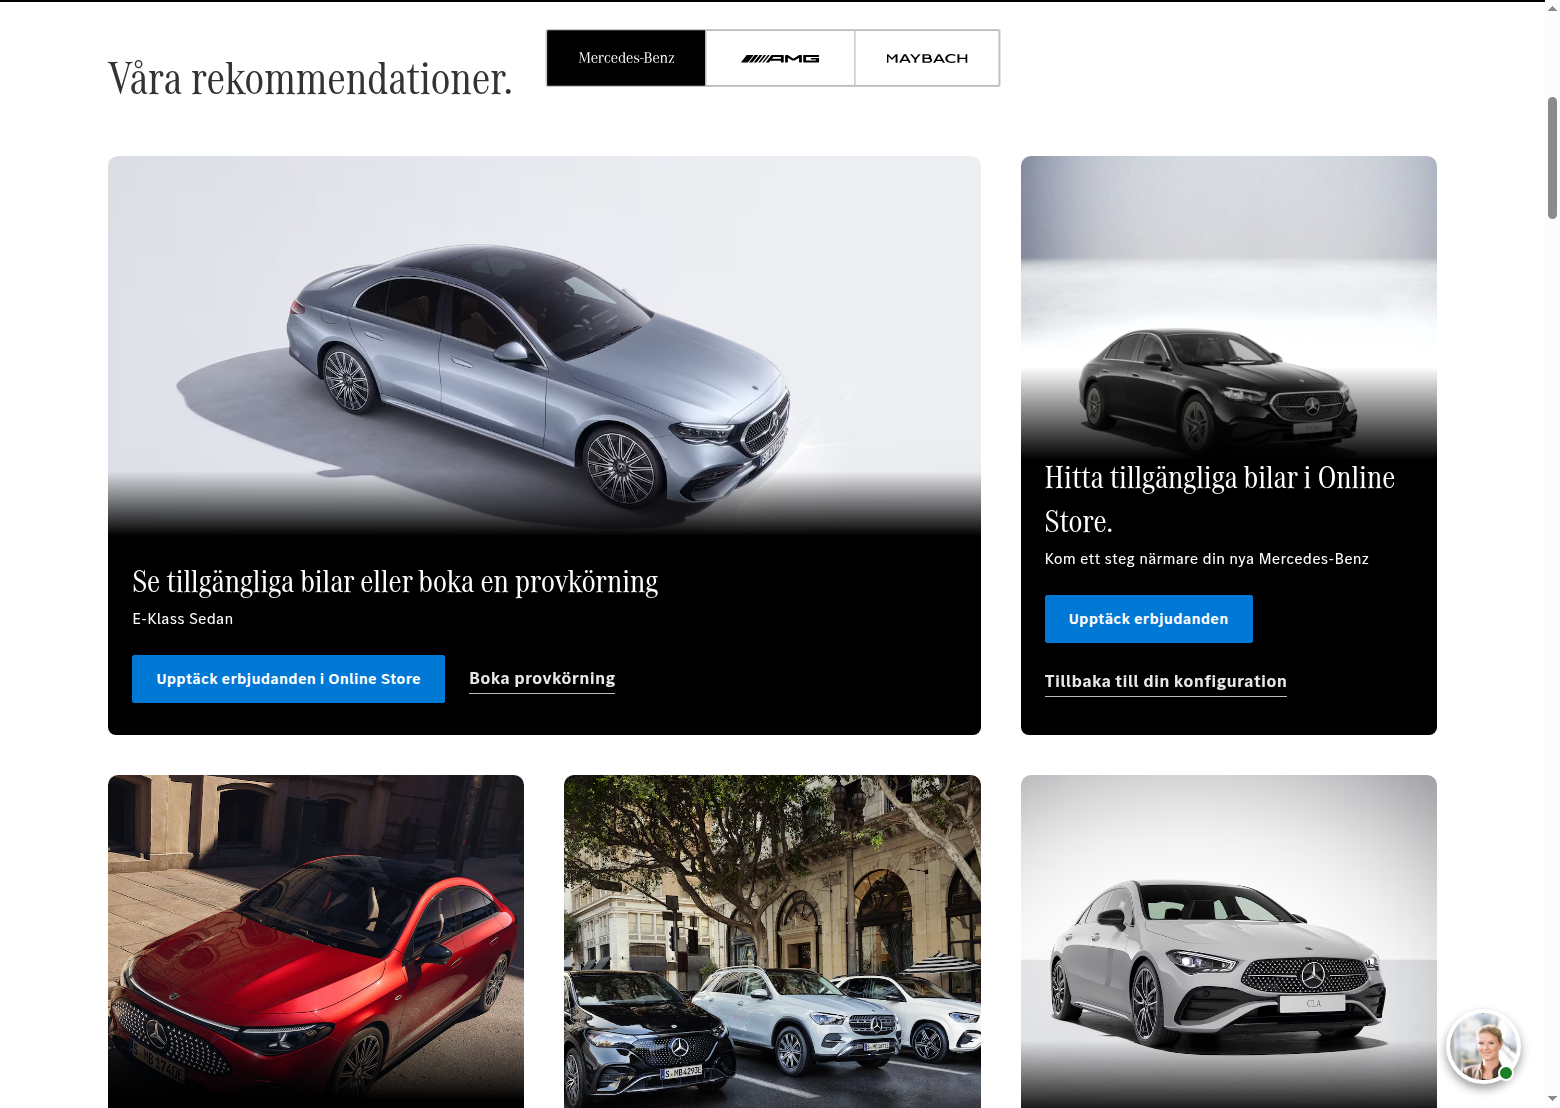 Våra rekommendationer.
Mercedes-Benz
AMG
MAYBACH
Se tillgängliga bilar eller boka en provkörning
E-Klass Sedan
Upptäck erbjudanden i Online Store
Boka provkörning
Hitta tillgängliga bilar i Online
Store.
Kom ett steg närmare din nya Mercedes-Benz
Upptäck erbjudanden
Tillbaka till din konfiguration
CLA